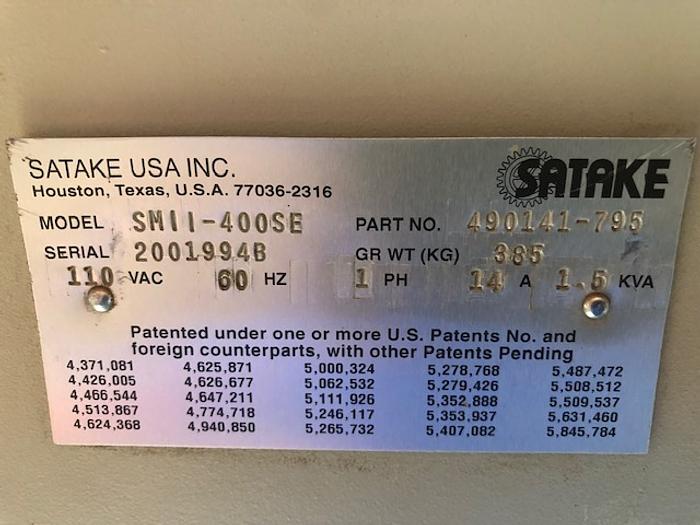 SATAKE USA INC.
Houston, Texas, U.S.A. 77036-2316
SATAKE
MODEL SMII-400SE PART NO. 490141-795
SERIAL 2001994B GR WT (KG) 385
110 VAC 60 HZ 1 PH 14 A 1.5 KVA
Patented under one or more U.S. Patents No. and
foreign counterparts, with other Patents Pending
4,371,081 4,625,871 5,000,324 5,278,768 5,487,472
4,426,005 4,626,677 5,062,532 5,279,426 5,508,512
4,466,544 4,647,211 5,111,926 5,352,888 5,509,537
4,513,867 4,774,718 5,246,117 5,353,937 5,631,460
4,624,368 4,940,850 5,265,732 5,407,082 5,845,784